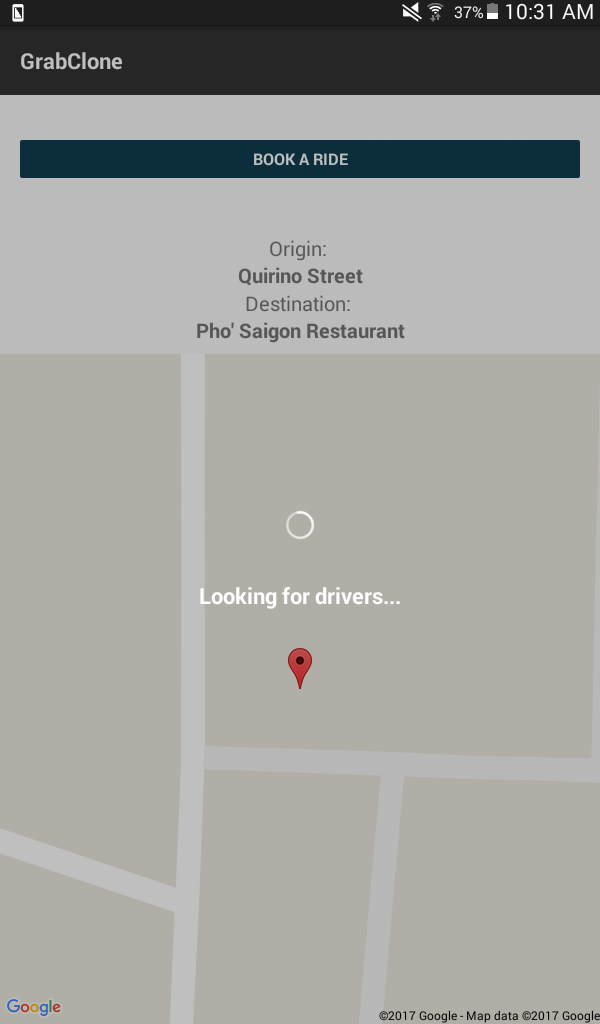 37% 10:31 AM
GrabClone
BOOK A RIDE
Origin:
Quirino Street
Destination:
Pho' Saigon Restaurant
Looking for drivers...
Google
©2017 Google - Map data ©2017 Google